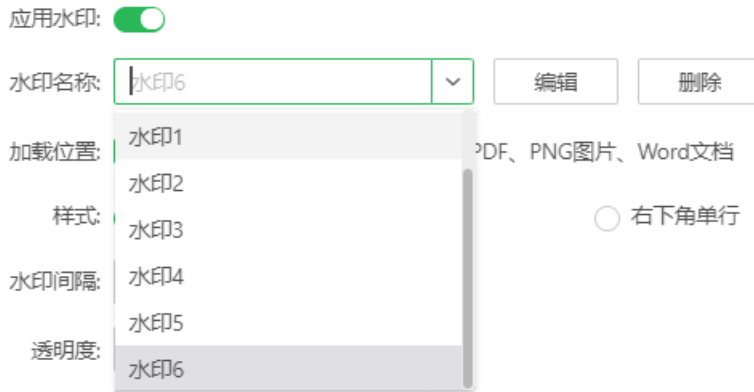 应用水印:
水印名称: 水印6 编辑 删除
水印1
加载位置: PDF、PNG图片、Word文档
水印2
样式: 右下角单行
水印3
水印间隔: 水印4
水印5
透明度:
水印6